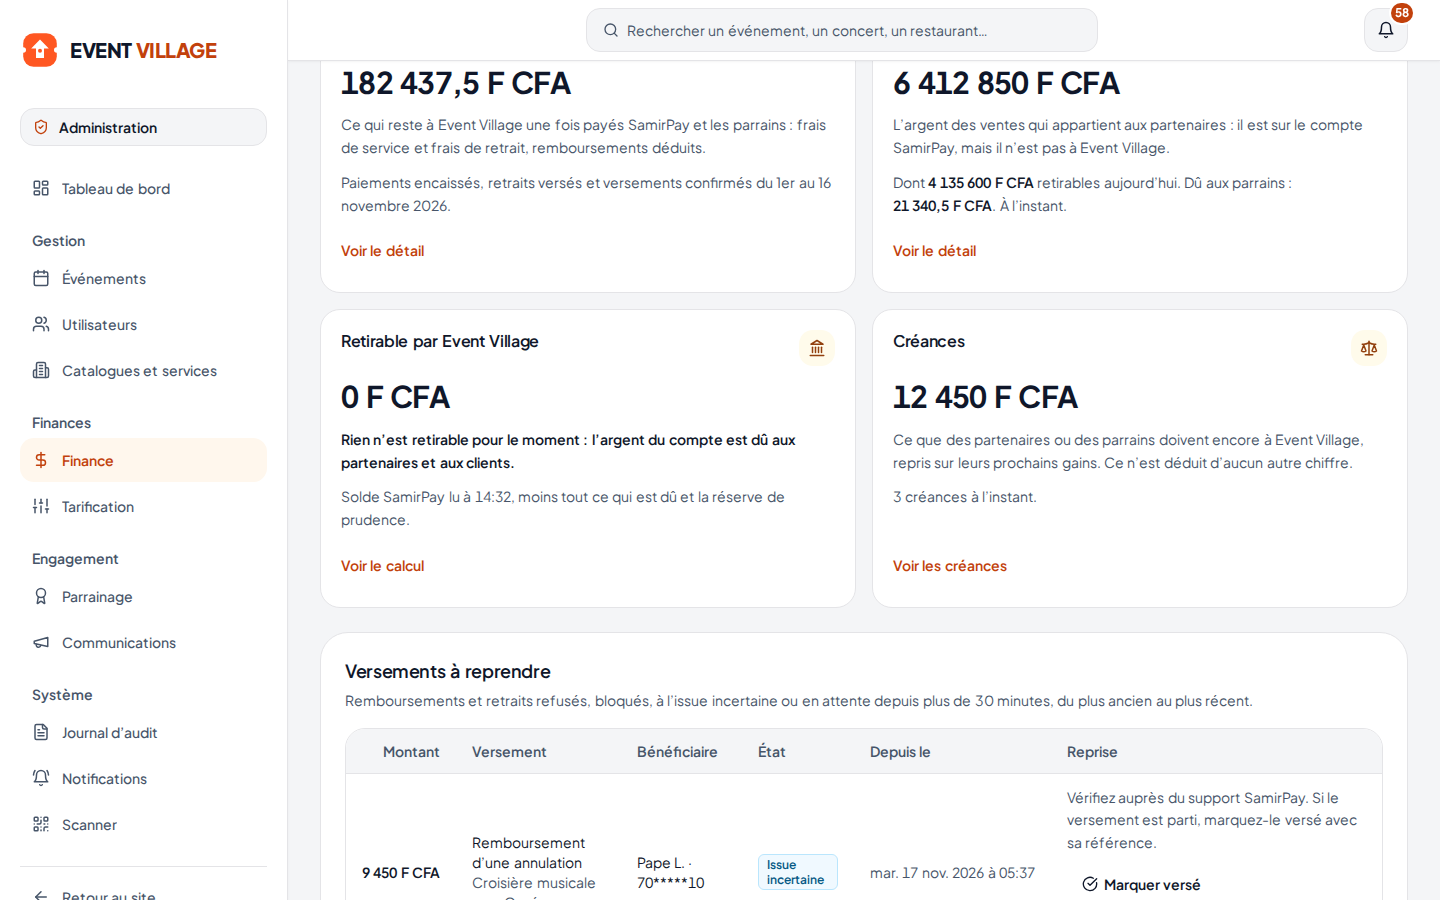 EVENT VILLAGE
Administration
Tableau de bord
Gestion
Événements
Utilisateurs
Catalogues et services
Finances
Finance
Tarification
Engagement
Parrainage
Communications
Système
Journal d’audit
Notifications
Scanner
Retour au site
Rechercher un événement, un concert, un restaurant…
58
182 437,5 F CFA
Ce qui reste à Event Village une fois payés SamirPay et les parrains : frais
de service et frais de retrait, remboursements déduits.
Paiements encaissés, retraits versés et versements confirmés du 1er au 16
novembre 2026.
Voir le détail
6 412 850 F CFA
L’argent des ventes qui appartient aux partenaires : il est sur le compte
SamirPay, mais il n’est pas à Event Village.
Dont 4 135 600 F CFA retirables aujourd’hui. Dû aux parrains :
21 340,5 F CFA. À l’instant.
Voir le détail
Retirable par Event Village
0 F CFA
Rien n’est retirable pour le moment : l’argent du compte est dû aux
partenaires et aux clients.
Solde SamirPay lu à 14:32, moins tout ce qui est dû et la réserve de
prudence.
Voir le calcul
Créances
12 450 F CFA
Ce que des partenaires ou des parrains doivent encore à Event Village,
repris sur leurs prochains gains. Ce n’est déduit d’aucun autre chiffre.
3 créances à l’instant.
Voir les créances
Versements à reprendre
Remboursements et retraits refusés, bloqués, à l’issue incertaine ou en attente depuis plus de 30 minutes, du plus ancien au plus récent.
Montant Versement Bénéficiaire État Depuis le Reprise
9 450 F CFA
Remboursement
d’une annulation
Croisière musicale
Pape L. ·
70*****10
Issue
incertaine
mar. 17 nov. 2026 à 05:37
Vérifiez auprès du support SamirPay. Si le
versement est parti, marquez-le versé avec
sa référence.
Marquer versé